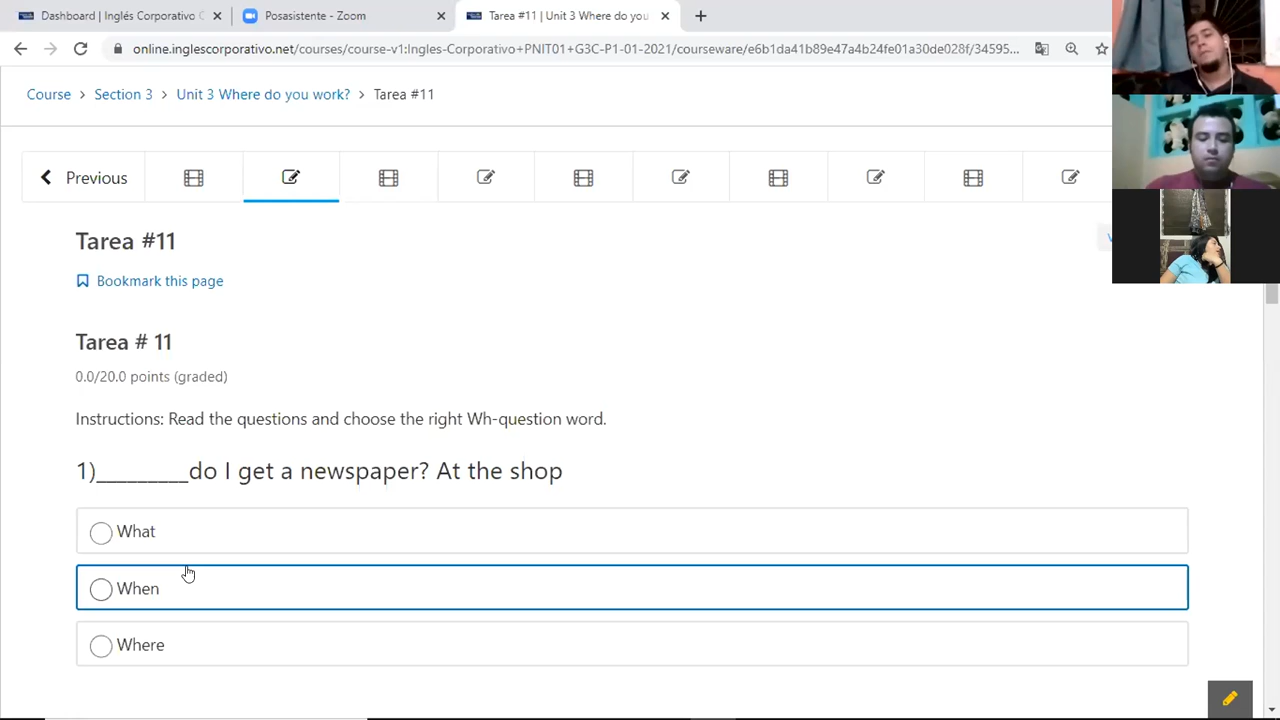 Dashboard | Inglés Corporativo
Posasistente - Zoom
Tarea #11 | Unit 3 Where do you
online.inglescorporativo.net/courses/course-v1:Ingles-Corporativo+PNIT01+G3C-P1-01-2021/courseware/e6b1da41b89e47a4b24fe01a30de028f/34595...
Course > Section 3 > Unit 3 Where do you work? > Tarea #11
Previous
Tarea #11
Bookmark this page
Tarea # 11
0.0/20.0 points (graded)
Instructions: Read the questions and choose the right Wh-question word.
1)_________do I get a newspaper? At the shop
What
When
Where